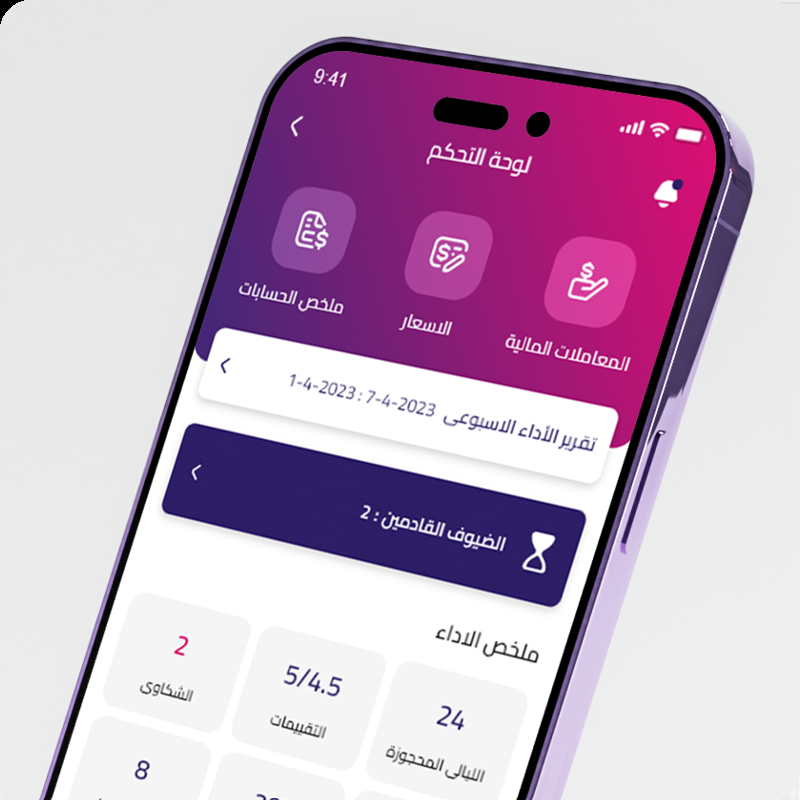 9:41
لوحة التحكم
المعاملات المالية
الاسعار
ملخص الحسابات
تقرير الأداء الاسبوعى 2023-4-7 : 2023-4-1
الضيوف القادمين : 2
ملخص الاداء
24
الليالى المحجوزة
5/4.5
التقييمات
2
الشكاوى
8